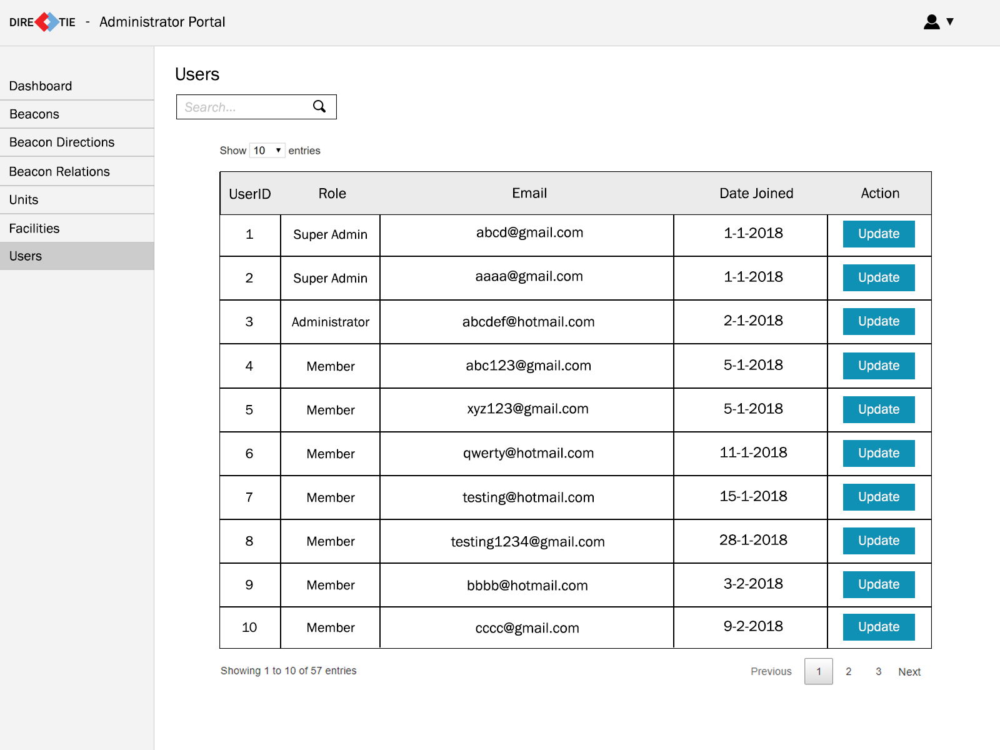 DIRE TIE - Administrator Portal
Dashboard
Beacons
Beacon Directions
Beacon Relations
Units
Facilities
Users
Users
Search...
Show 10 entries
UserID Role Email Date Joined Action
1 Super Admin abcd@gmail.com 1-1-2018 Update
2 Super Admin aaaa@gmail.com 1-1-2018 Update
3 Administrator abcdef@hotmail.com 2-1-2018 Update
4 Member abc123@gmail.com 5-1-2018 Update
5 Member xyz123@gmail.com 5-1-2018 Update
6 Member qwerty@hotmail.com 11-1-2018 Update
7 Member testing@hotmail.com 15-1-2018 Update
8 Member testing1234@gmail.com 28-1-2018 Update
9 Member bbbb@hotmail.com 3-2-2018 Update
10 Member cccc@gmail.com 9-2-2018 Update
Showing 1 to 10 of 57 entries
Previous 1 2 3 Next